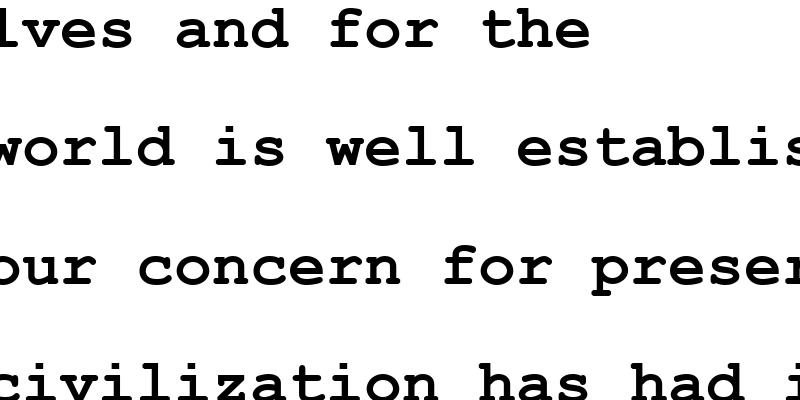 lves and for the
world is well establis
our concern for preser
civilization has had i